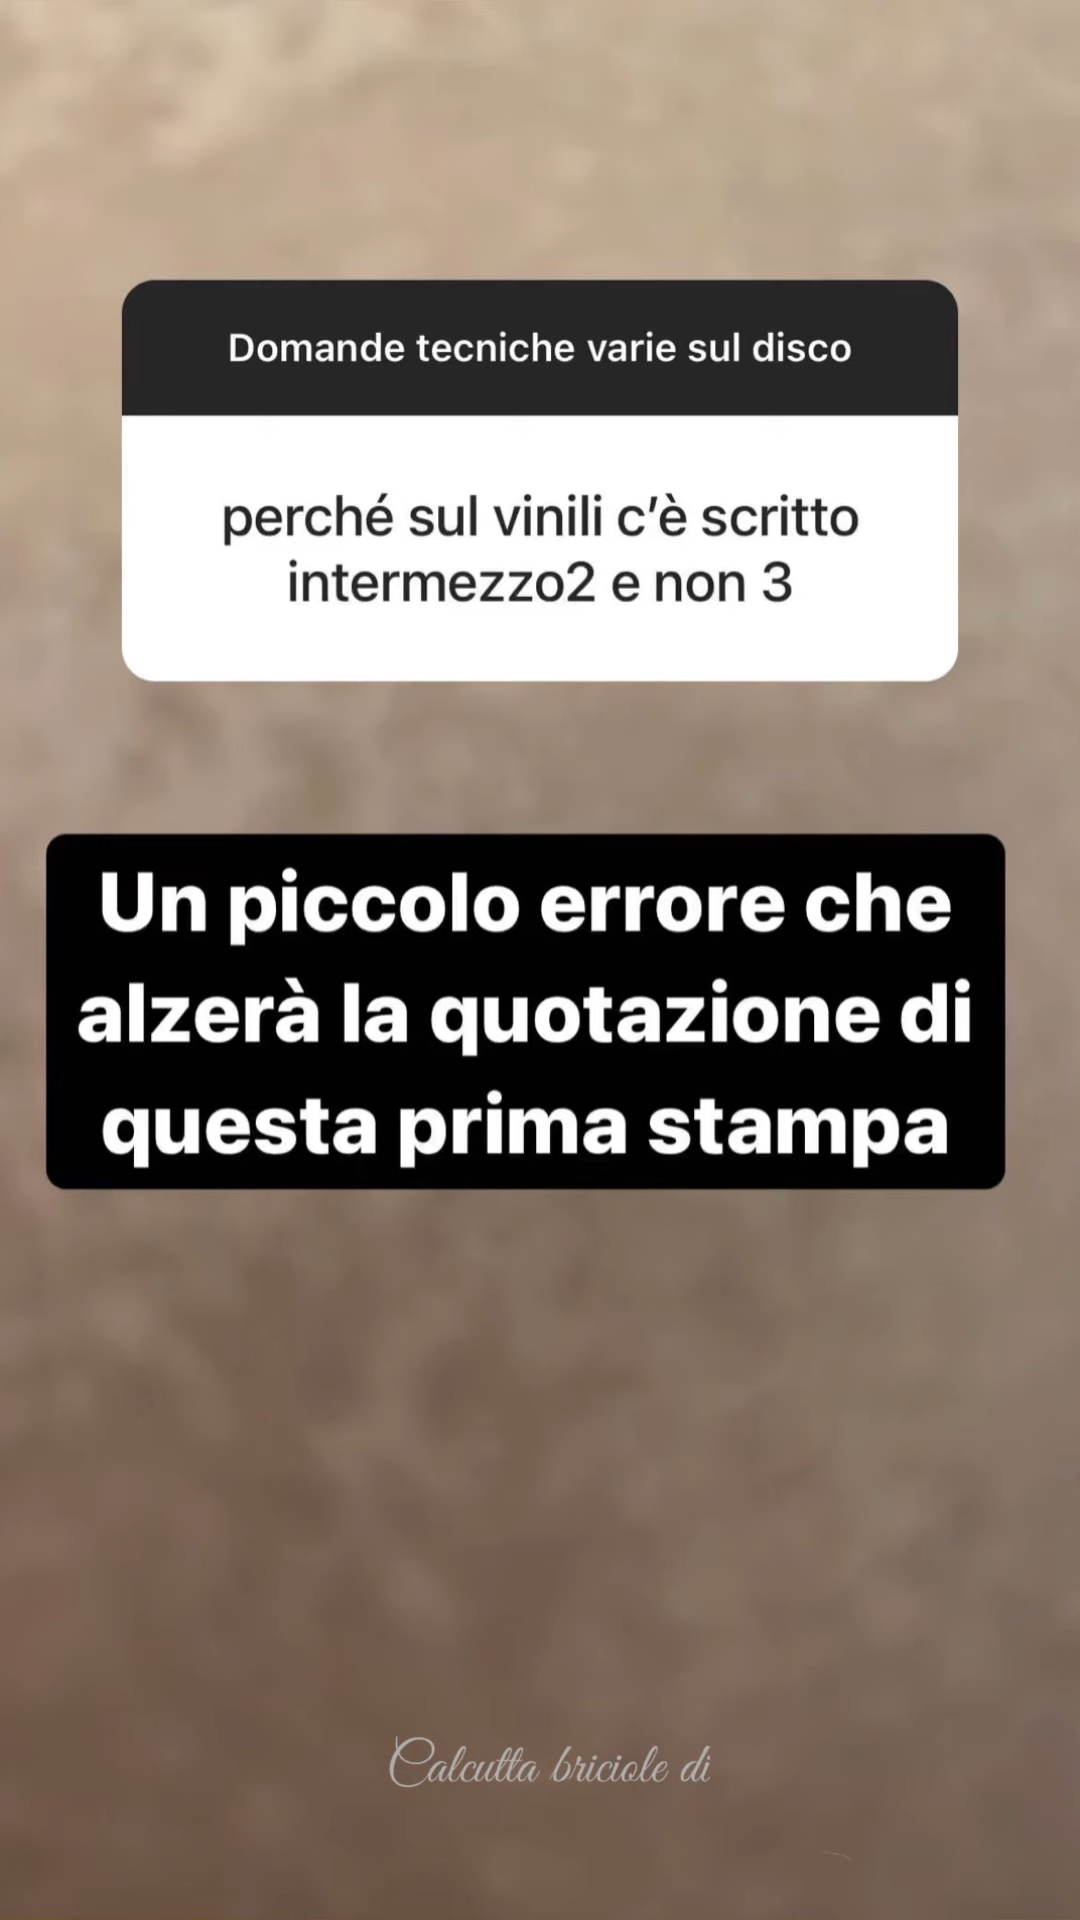 Domande tecniche varie sul disco
perché sul vinili c’è scritto
intermezzo2 e non 3
Un piccolo errore che
alzerà la quotazione di
questa prima stampa
Calcutta briciole di